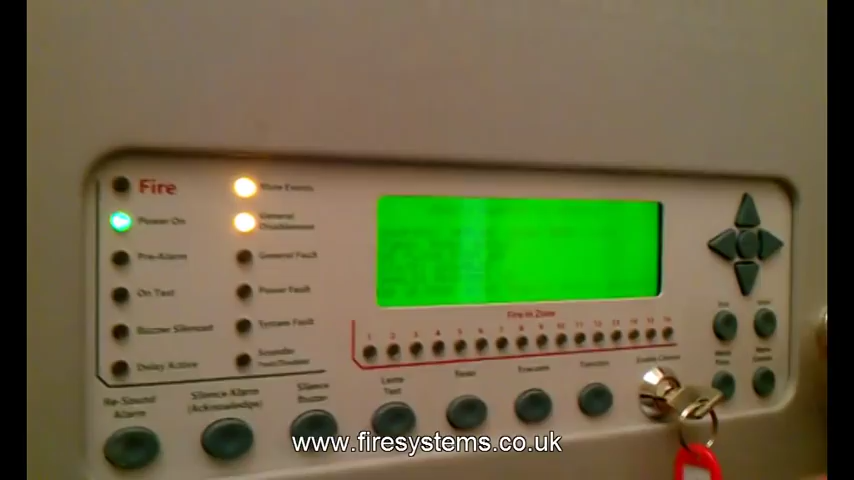 Fire
More Events
Power On
General
Disablement
Pre-Alarm
General Fault
On Test
Power Fault
Buzzer Silenced
System Fault
Delay Active
Sounder
Fault/Disabled
Fire In Zone
1 2 3 4 5 6 7 8 9 10 11 12 13 14 15 16
Re-Sound
Alarm
Silence Alarm
(Acknowledge)
Silence
Buzzer
Lamp
Test
Reset
Evacuate
Enable Control
www.firesystems.co.uk